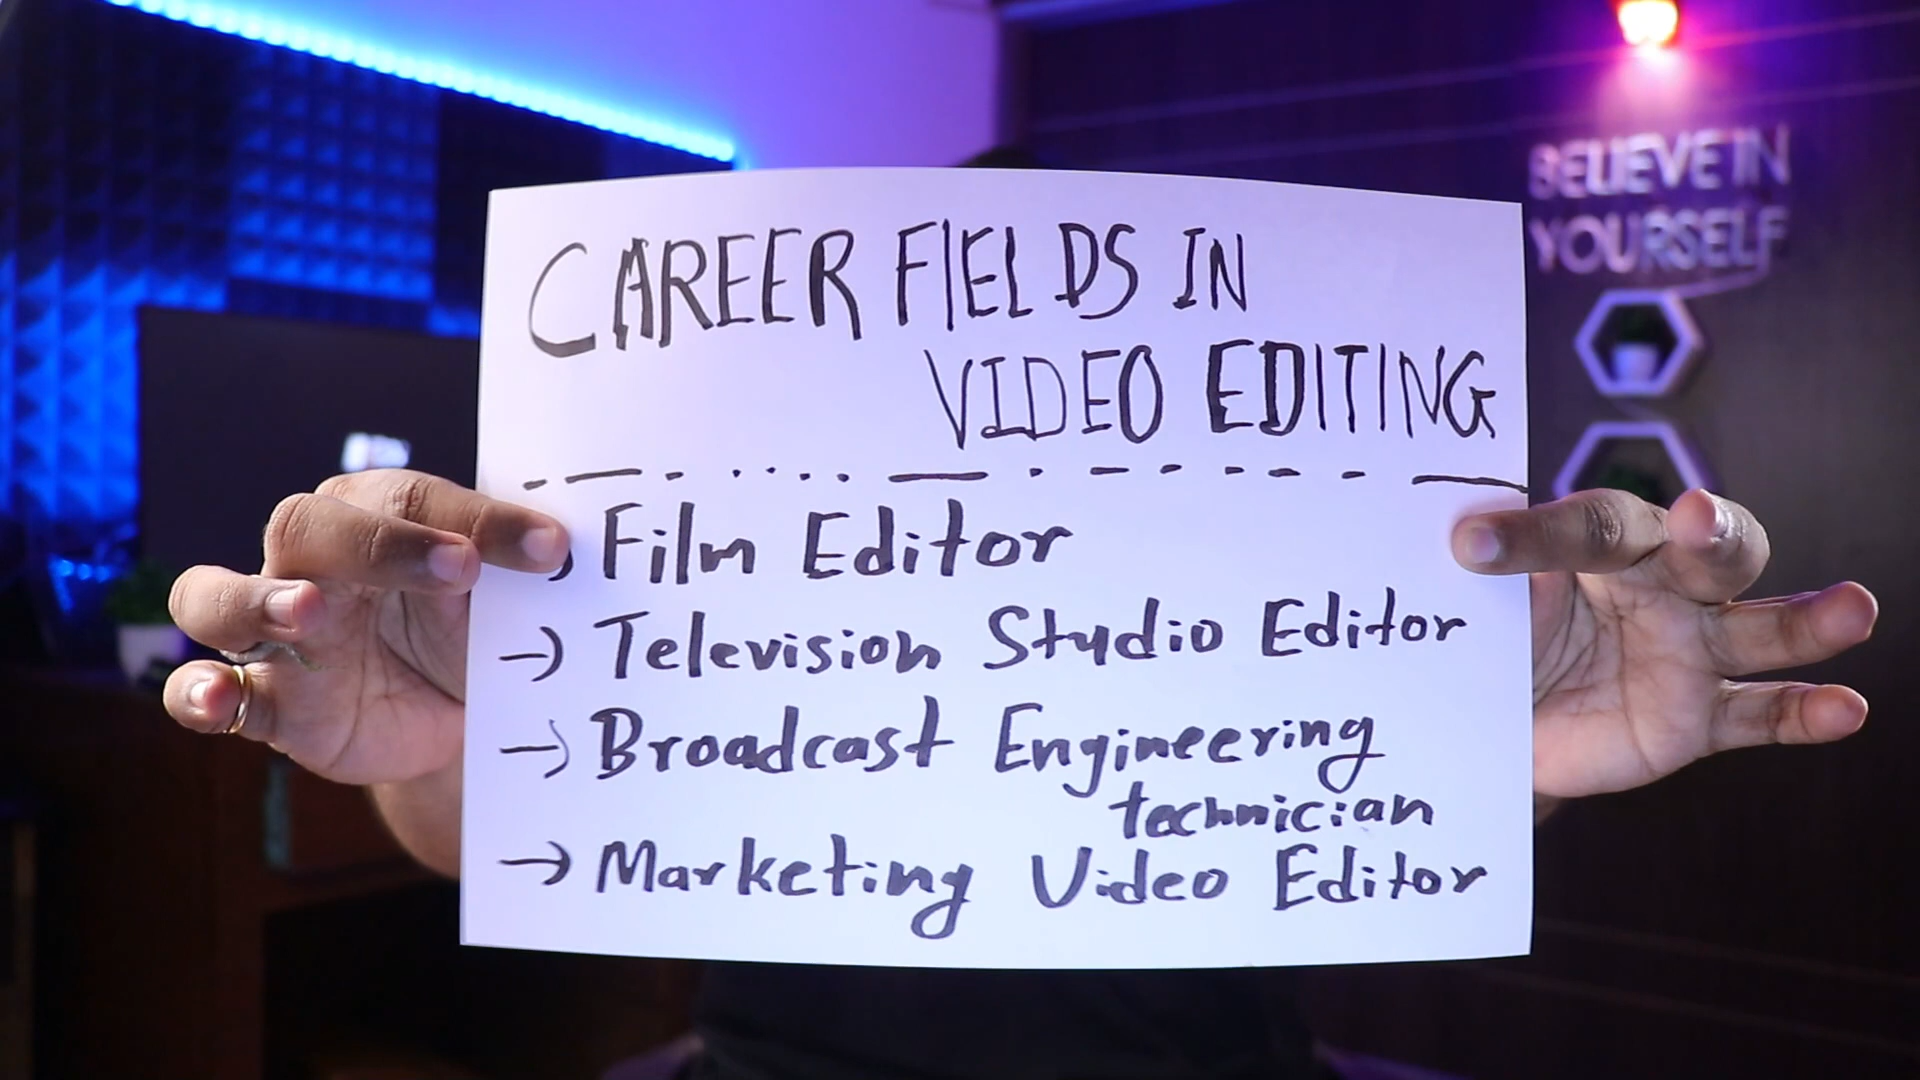 BELIEVE IN
YOURSELF
CAREER FIELDS IN
VIDEO EDITING
Film Editor
→ Television Studio Editor
→ Broadcast Engineering
technician
→ Marketing Video Editor